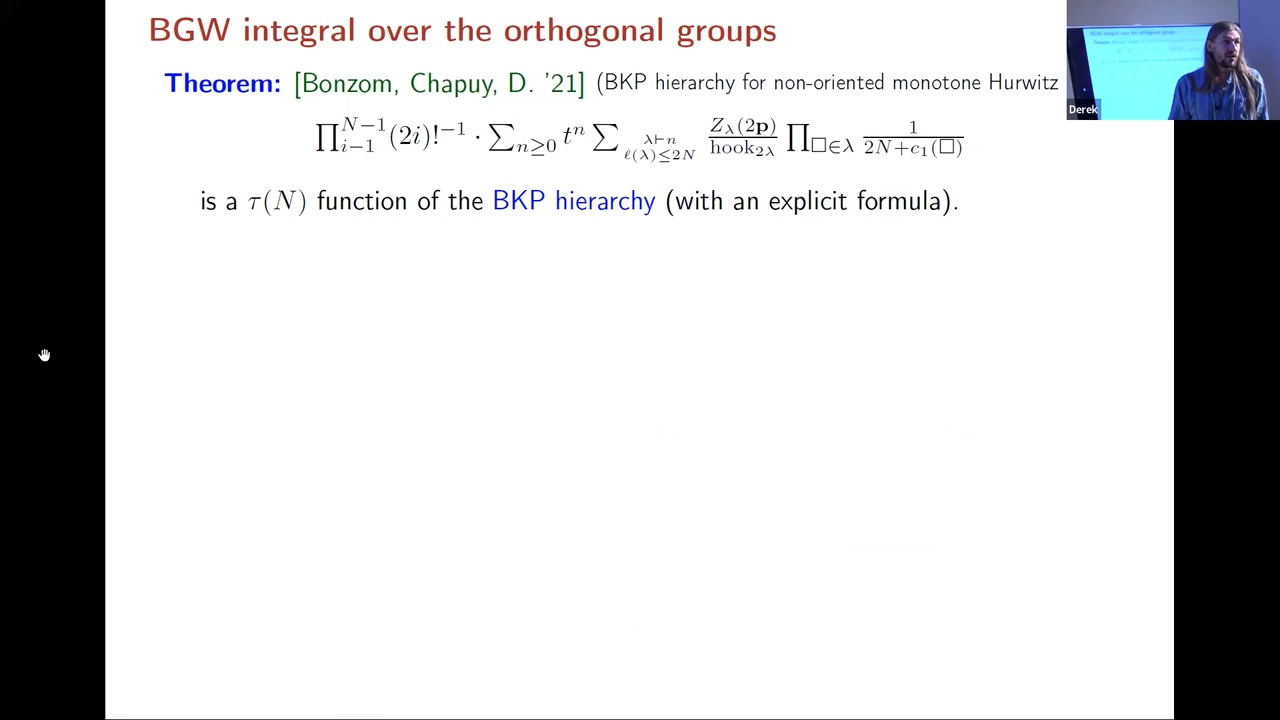 BGW integral over the orthogonal groups
Theorem: [Bonzom, Chapuy, D. '21] (BKP hierarchy for non-oriented monotone Hurwitz
∏_{i-1}^{N-1}(2i)!^{-1} · ∑_{n≥0} t^n ∑_{λ⊢n, ℓ(λ)≤2N} Z_λ(2p)/hook_{2λ} ∏_{□∈λ} 1/(2N+c_1(□))
is a τ(N) function of the BKP hierarchy (with an explicit formula).
Derek